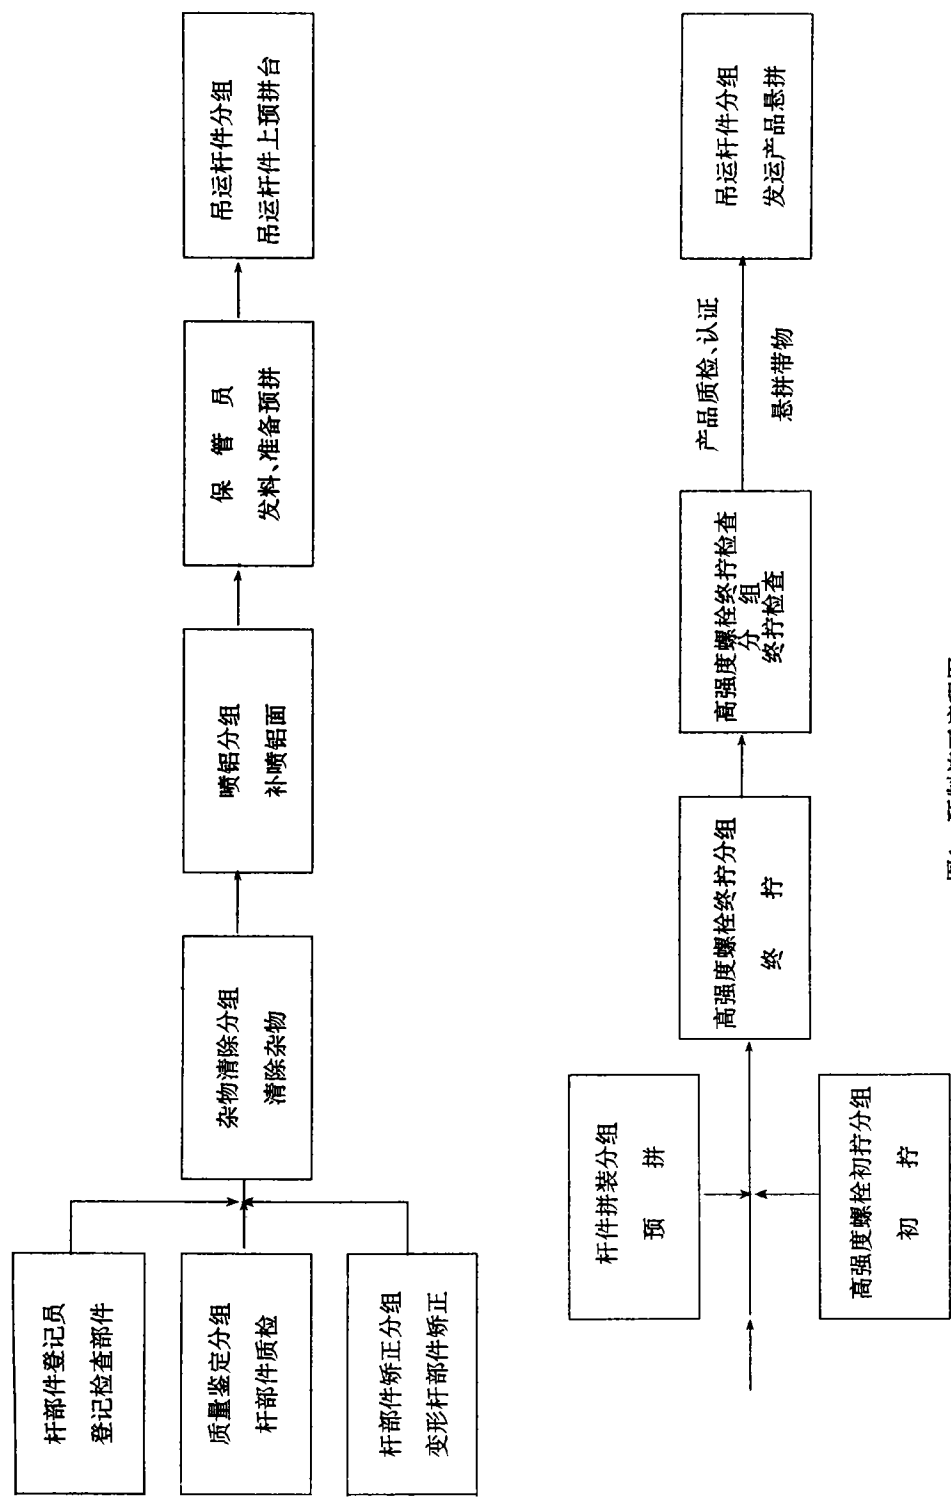 杆部件登记员
登记检查部件
质量鉴定分组
杆部件质检
杆部件矫正分组
变形杆部件矫正
杂物清除分组
清除杂物
喷铝分组
补喷铝面
保 管 员
发料、准备预拼
吊运杆件分组
吊运杆件上预拼台
杆件拼装分组
预 拼
高强度螺栓初拧分组
初 拧
高强度螺栓终拧分组
终 拧
高强度螺栓终拧检查
分 组
终拧检查
产品质检、认证
悬拼带物
吊运杆件分组
发运产品悬拼